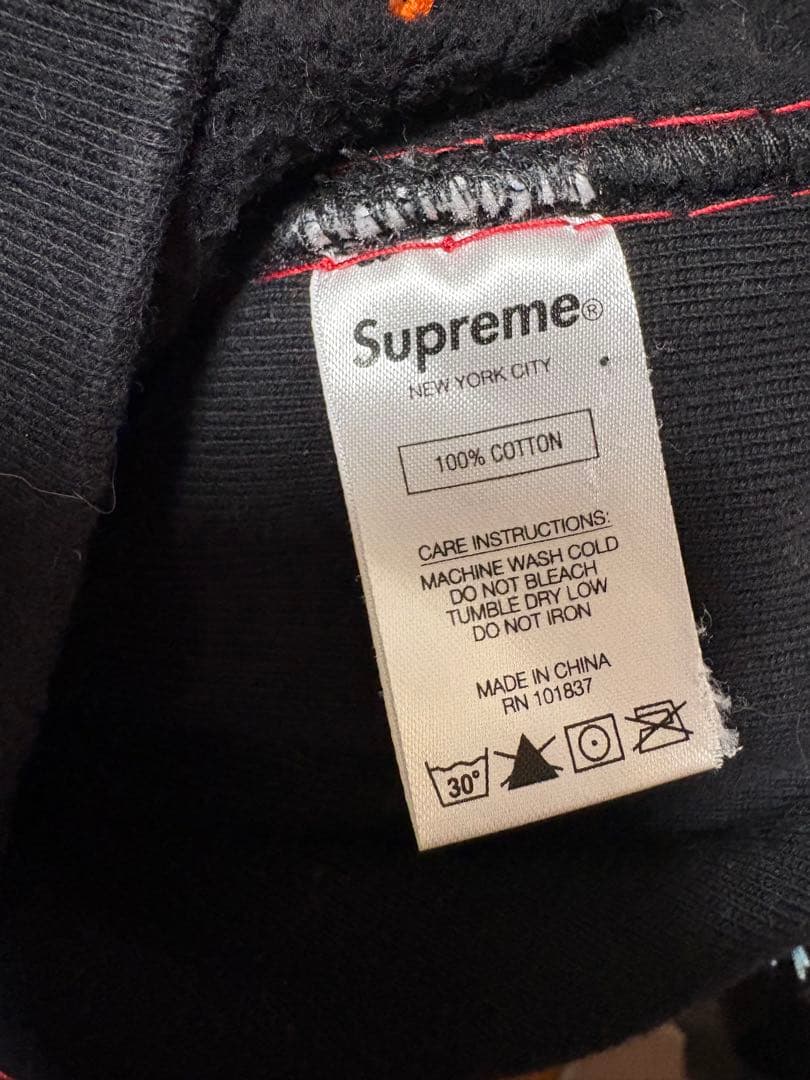 Supreme®
NEW YORK CITY
100% COTTON
CARE INSTRUCTIONS:
MACHINE WASH COLD
DO NOT BLEACH
TUMBLE DRY LOW
DO NOT IRON
MADE IN CHINA
RN 101837
30°